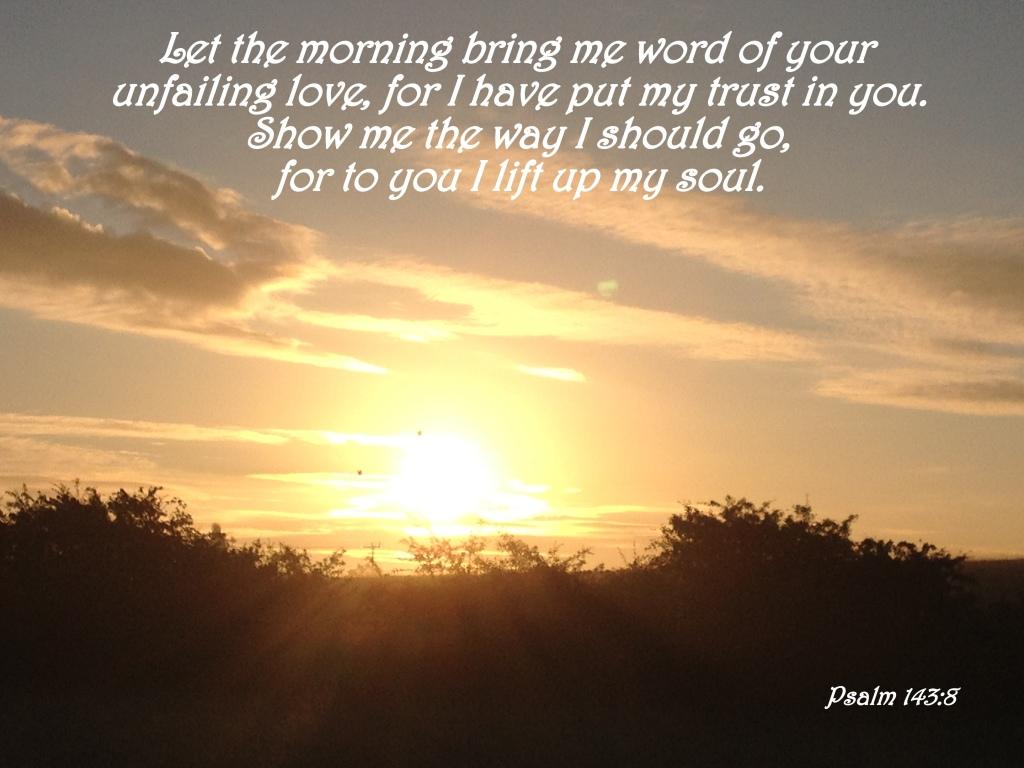 Let the morning bring me word of your
unfailing love, for I have put my trust in you.
Show me the way I should go,
for to you I lift up my soul.
Psalm 143:8